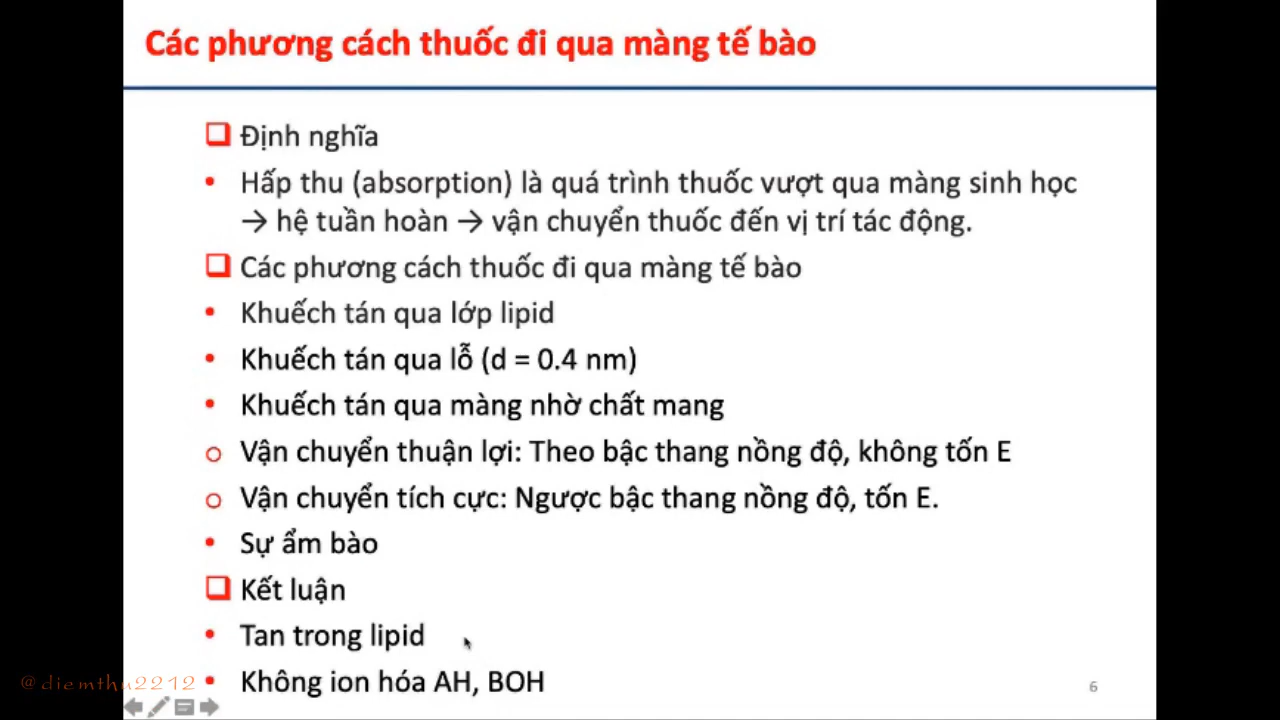 Các phương cách thuốc đi qua màng tế bào
Định nghĩa
Hấp thu (absorption) là quá trình thuốc vượt qua màng sinh học
→ hệ tuần hoàn → vận chuyển thuốc đến vị trí tác động.
Các phương cách thuốc đi qua màng tế bào
Khuếch tán qua lớp lipid
Khuếch tán qua lỗ (d = 0.4 nm)
Khuếch tán qua màng nhờ chất mang
Vận chuyển thuận lợi: Theo bậc thang nồng độ, không tốn E
Vận chuyển tích cực: Ngược bậc thang nồng độ, tốn E.
Sự ẩm bào
Kết luận
Tan trong lipid
Không ion hóa AH, BOH
@diemthu2212
6